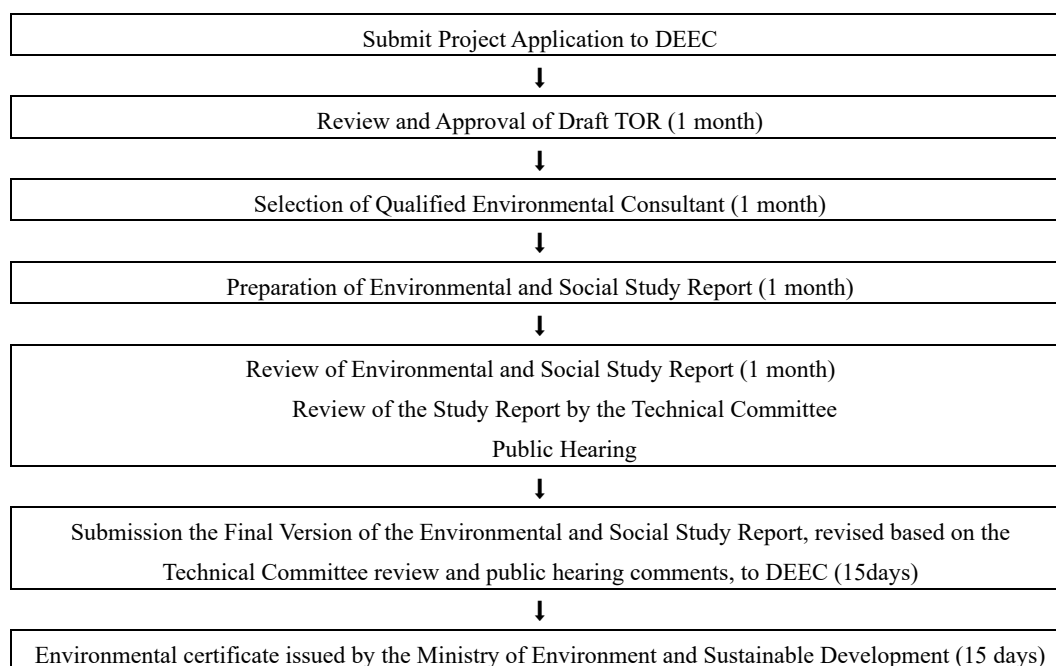 Submit Project Application to DEEC
Review and Approval of Draft TOR (1 month)
Selection of Qualified Environmental Consultant (1 month)
Preparation of Environmental and Social Study Report (1 month)
Review of Environmental and Social Study Report (1 month)
Review of the Study Report by the Technical Committee
Public Hearing
Submission the Final Version of the Environmental and Social Study Report, revised based on the
Technical Committee review and public hearing comments, to DEEC (15days)
Environmental certificate issued by the Ministry of Environment and Sustainable Development (15 days)